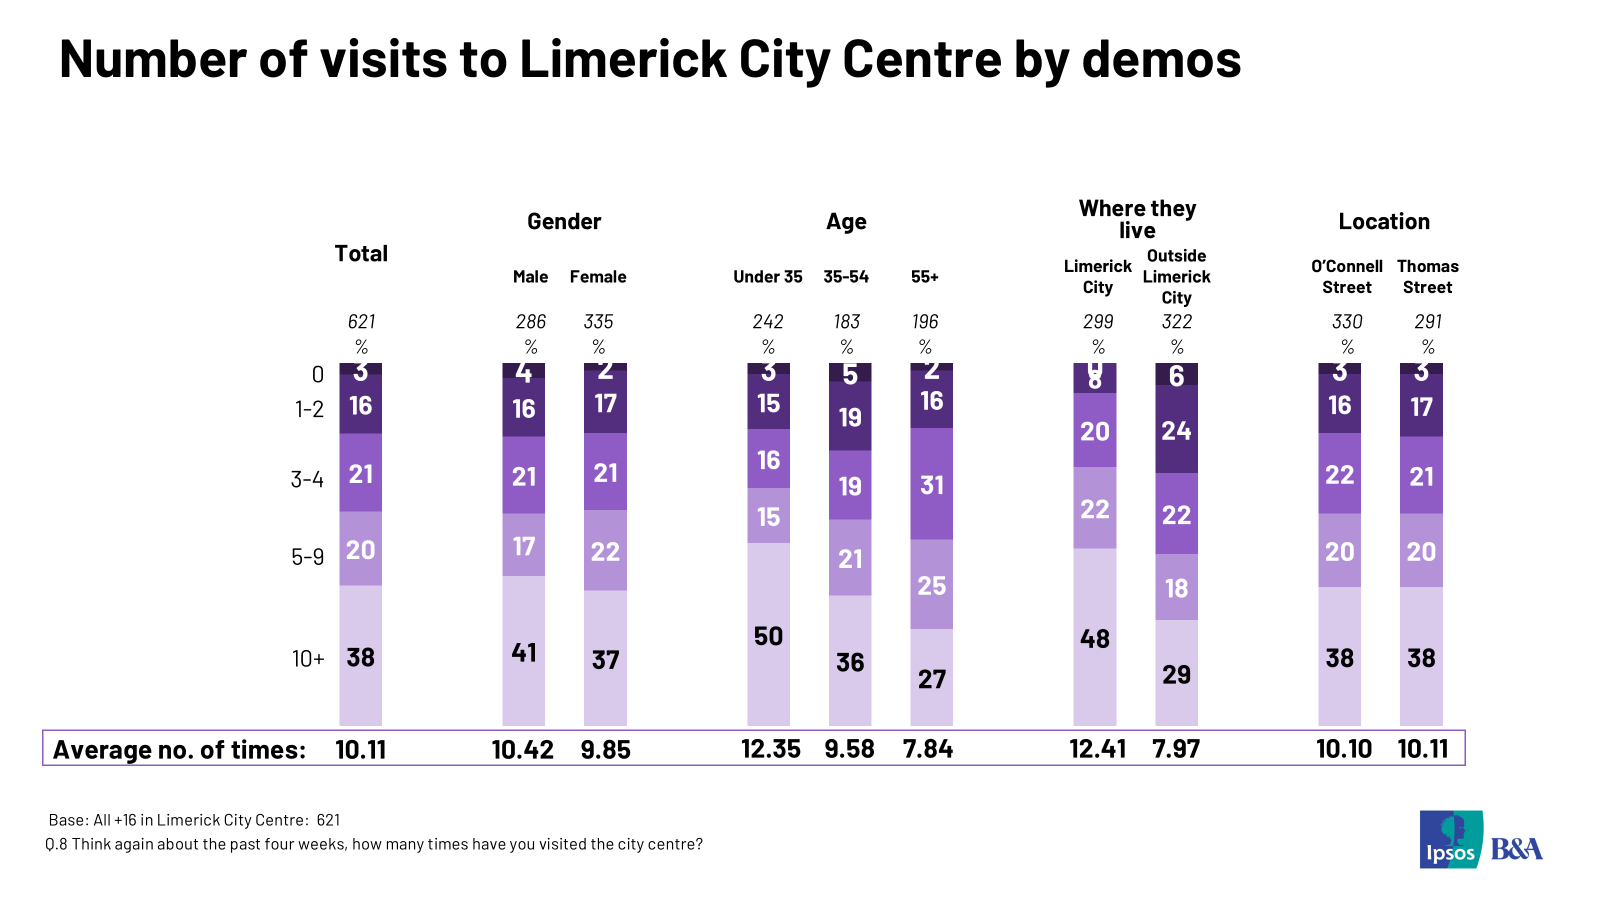 Number of visits to Limerick City Centre by demos
Total
Gender
Age
Where they
live
Location
Male
Female
Under 35
35-54
55+
Limerick
City
Outside
Limerick
City
O’Connell
Street
Thomas
Street
621 286 335 242 183 196 299 322 330 291
% % % % % % % % % %
0 3 4 2 3 5 2 0 6 3 3
1-2 16 16 17 15 19 16 8 24 16 17
3-4 21 21 21 16 19 31 20 22 22 21
5-9 20 17 22 15 21 25 22 18 20 20
10+ 38 41 37 50 36 27 48 29 38 38
Average no. of times: 10.11 10.42 9.85 12.35 9.58 7.84 12.41 7.97 10.10 10.11
Base: All +16 in Limerick City Centre: 621
Q.8 Think again about the past four weeks, how many times have you visited the city centre?
Ipsos B&A